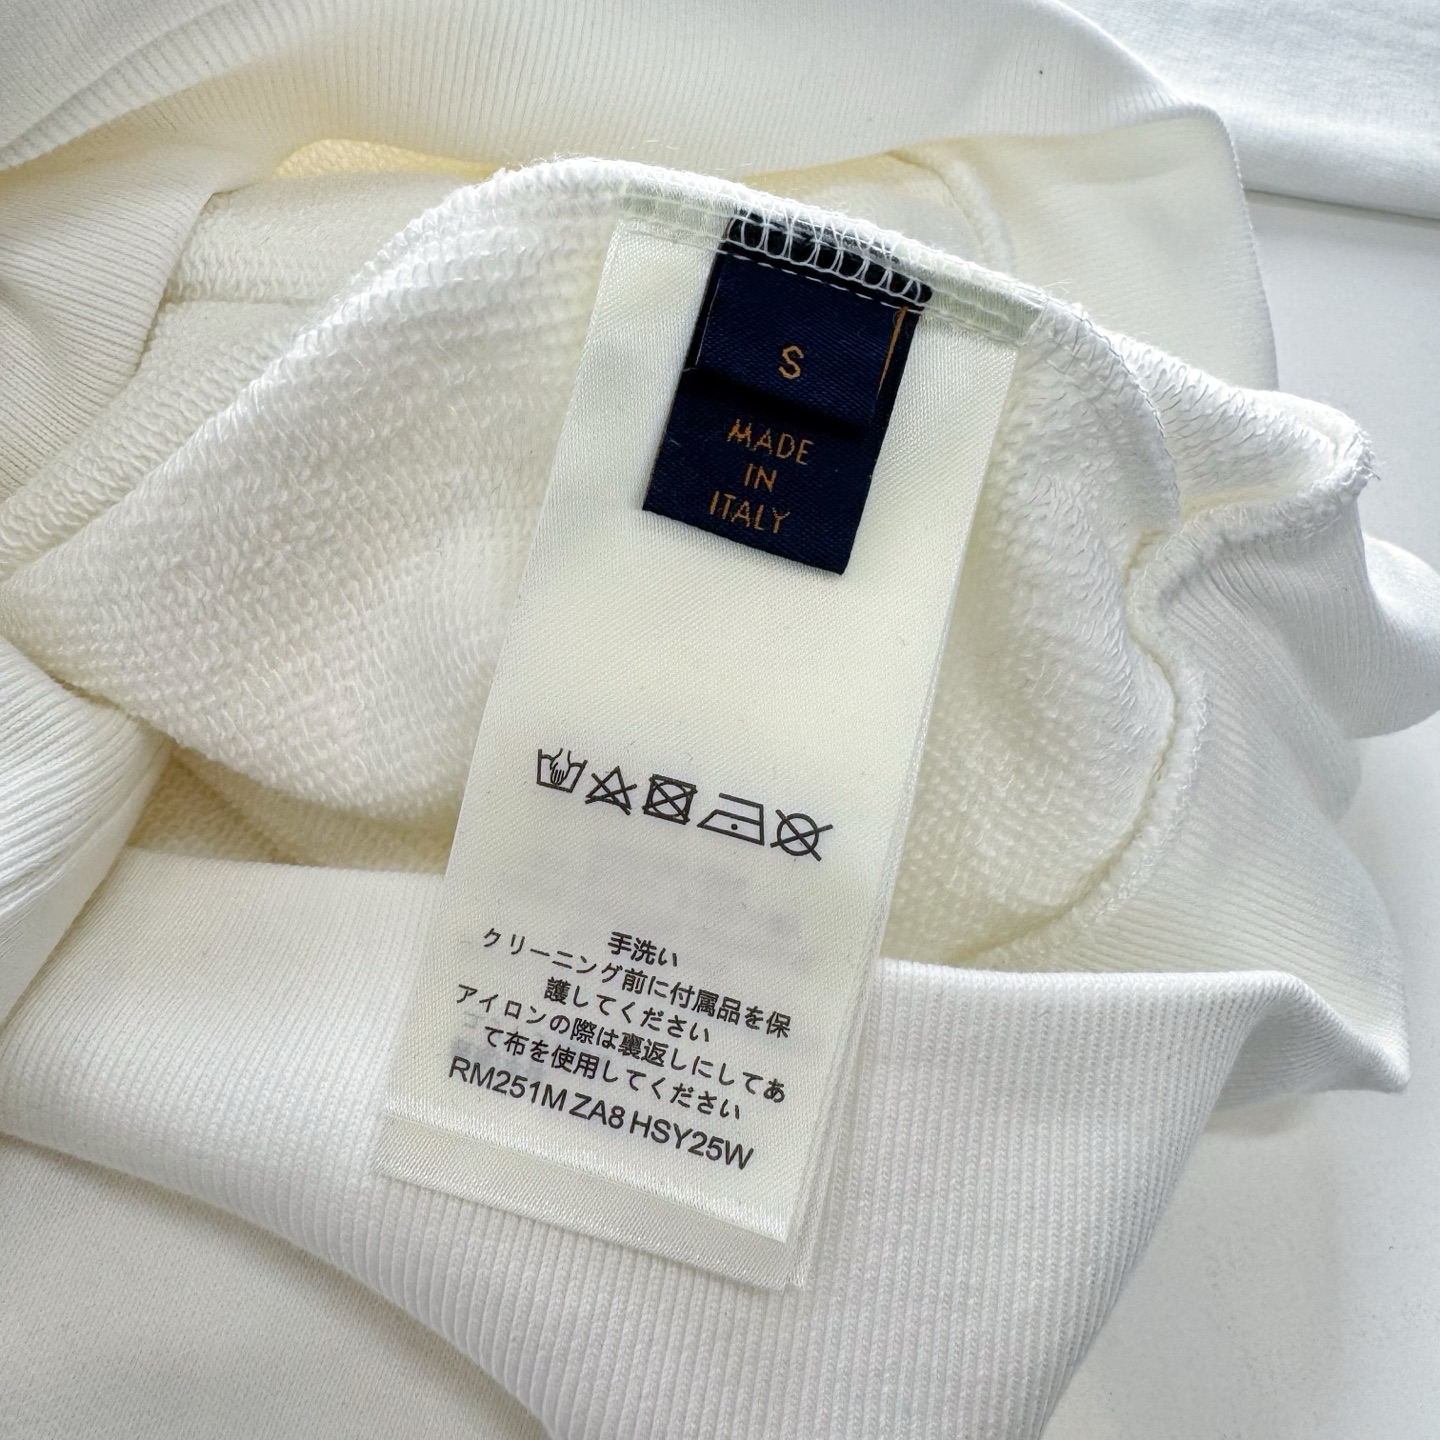 S
MADE
IN
ITALY
手洗い
クリーニング前に付属品を保
護してください
アイロンの際は裏返しにしてあ
て布を使用してください
RM251M ZA8 HSY25W